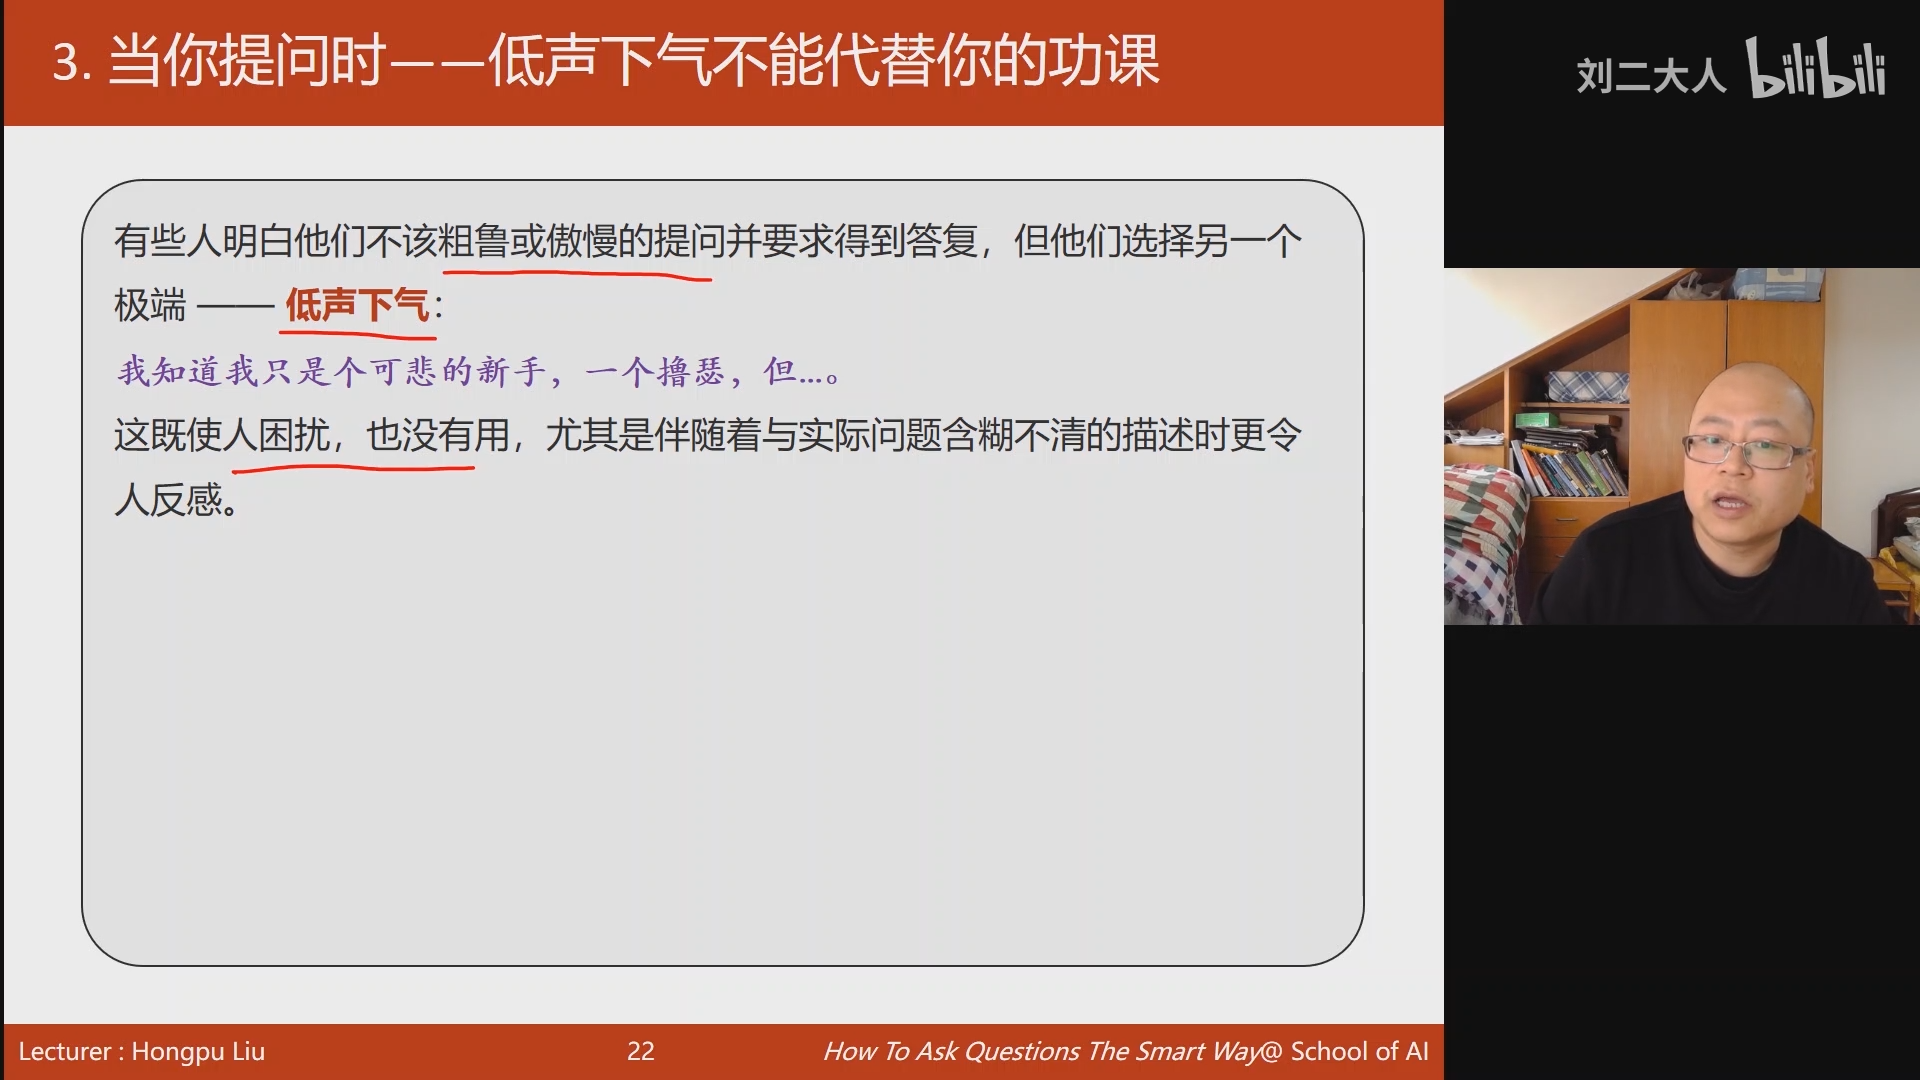 3. 当你提问时——低声下气不能代替你的功课
刘二大人 bilibili
有些人明白他们不该粗鲁或傲慢的提问并要求得到答复，但他们选择另一个
极端 —— 低声下气：
我知道我只是个可悲的新手，一个撸瑟，但...。
这既使人困扰，也没有用，尤其是伴随着与实际问题含糊不清的描述时更令
人反感。
Lecturer : Hongpu Liu
22
How To Ask Questions The Smart Way@ School of AI